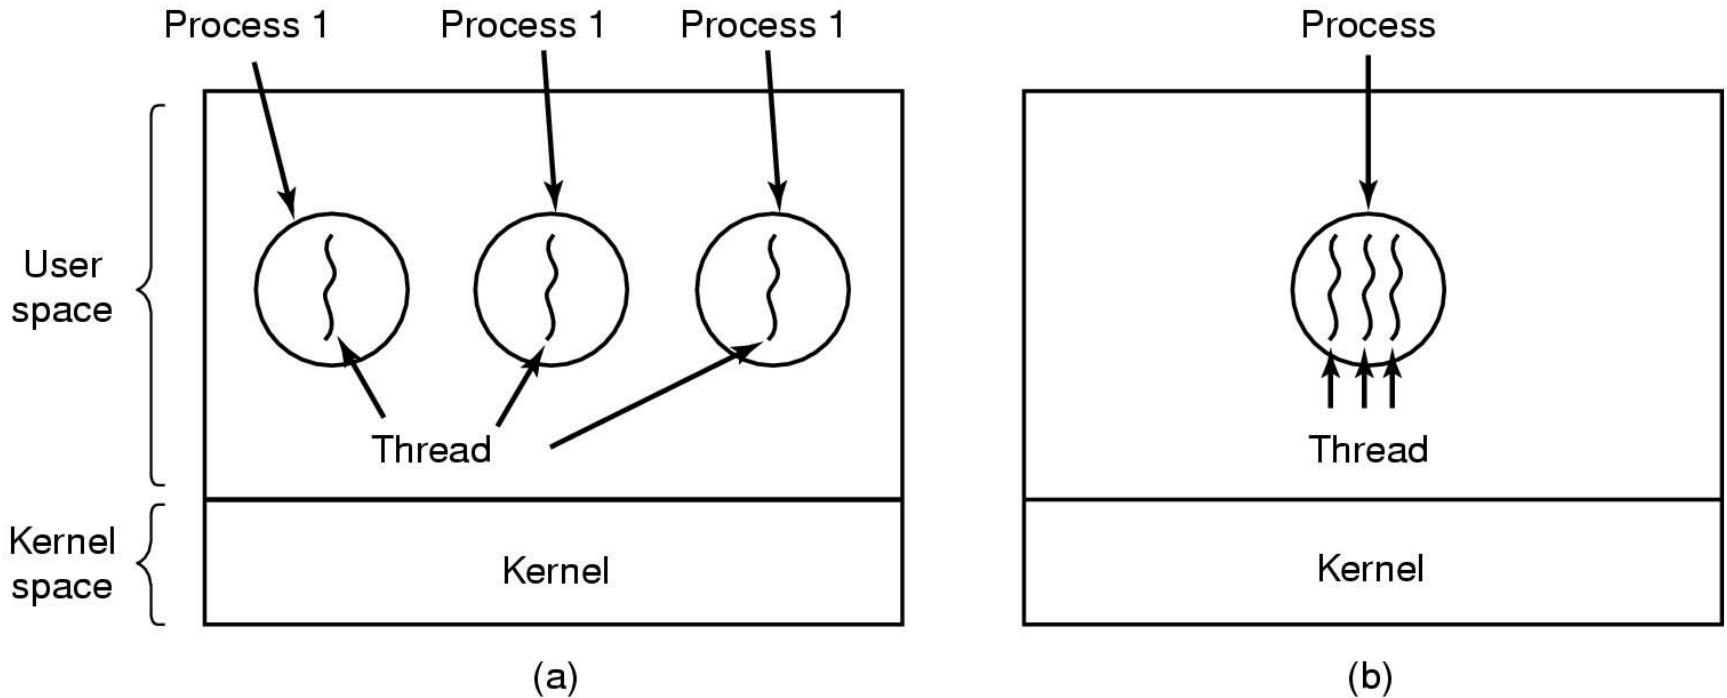 Process 1
Process 1
Process 1
Process
User
space
Thread
Thread
Kernel
space
Kernel
Kernel
(a)
(b)